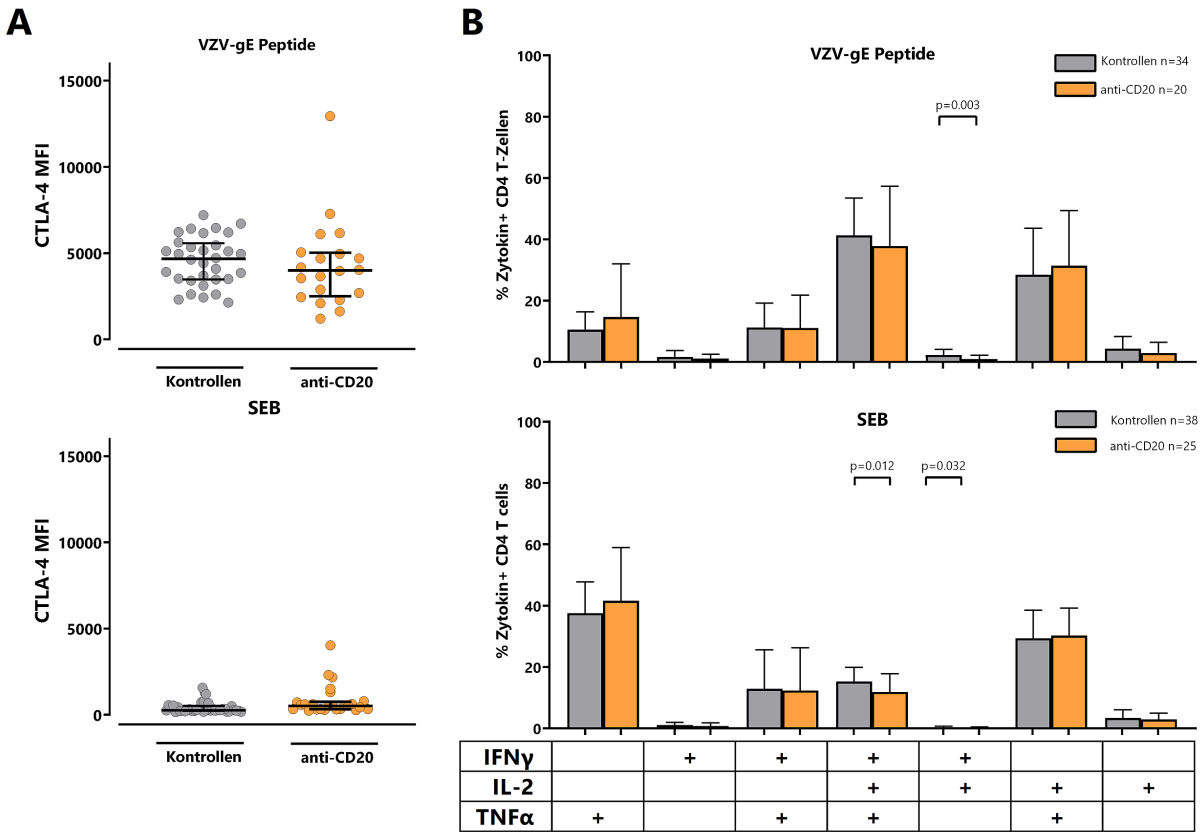 A
VZV-gE Peptide
CTLA-4 MFI
15000
10000
5000
0
Kontrollen
anti-CD20
SEB
CTLA-4 MFI
15000
10000
5000
0
Kontrollen
anti-CD20
B
VZV-gE Peptide
% Zytokin+ CD4 T-Zellen
100
80
60
40
20
0
Kontrollen n=34
anti-CD20 n=20
p=0.003
SEB
% Zytokin+ CD4 T cells
100
80
60
40
20
0
Kontrollen n=38
anti-CD20 n=25
p=0.012
p=0.032
IFNγ + + + +
IL-2 + + + +
TNFα + + + +